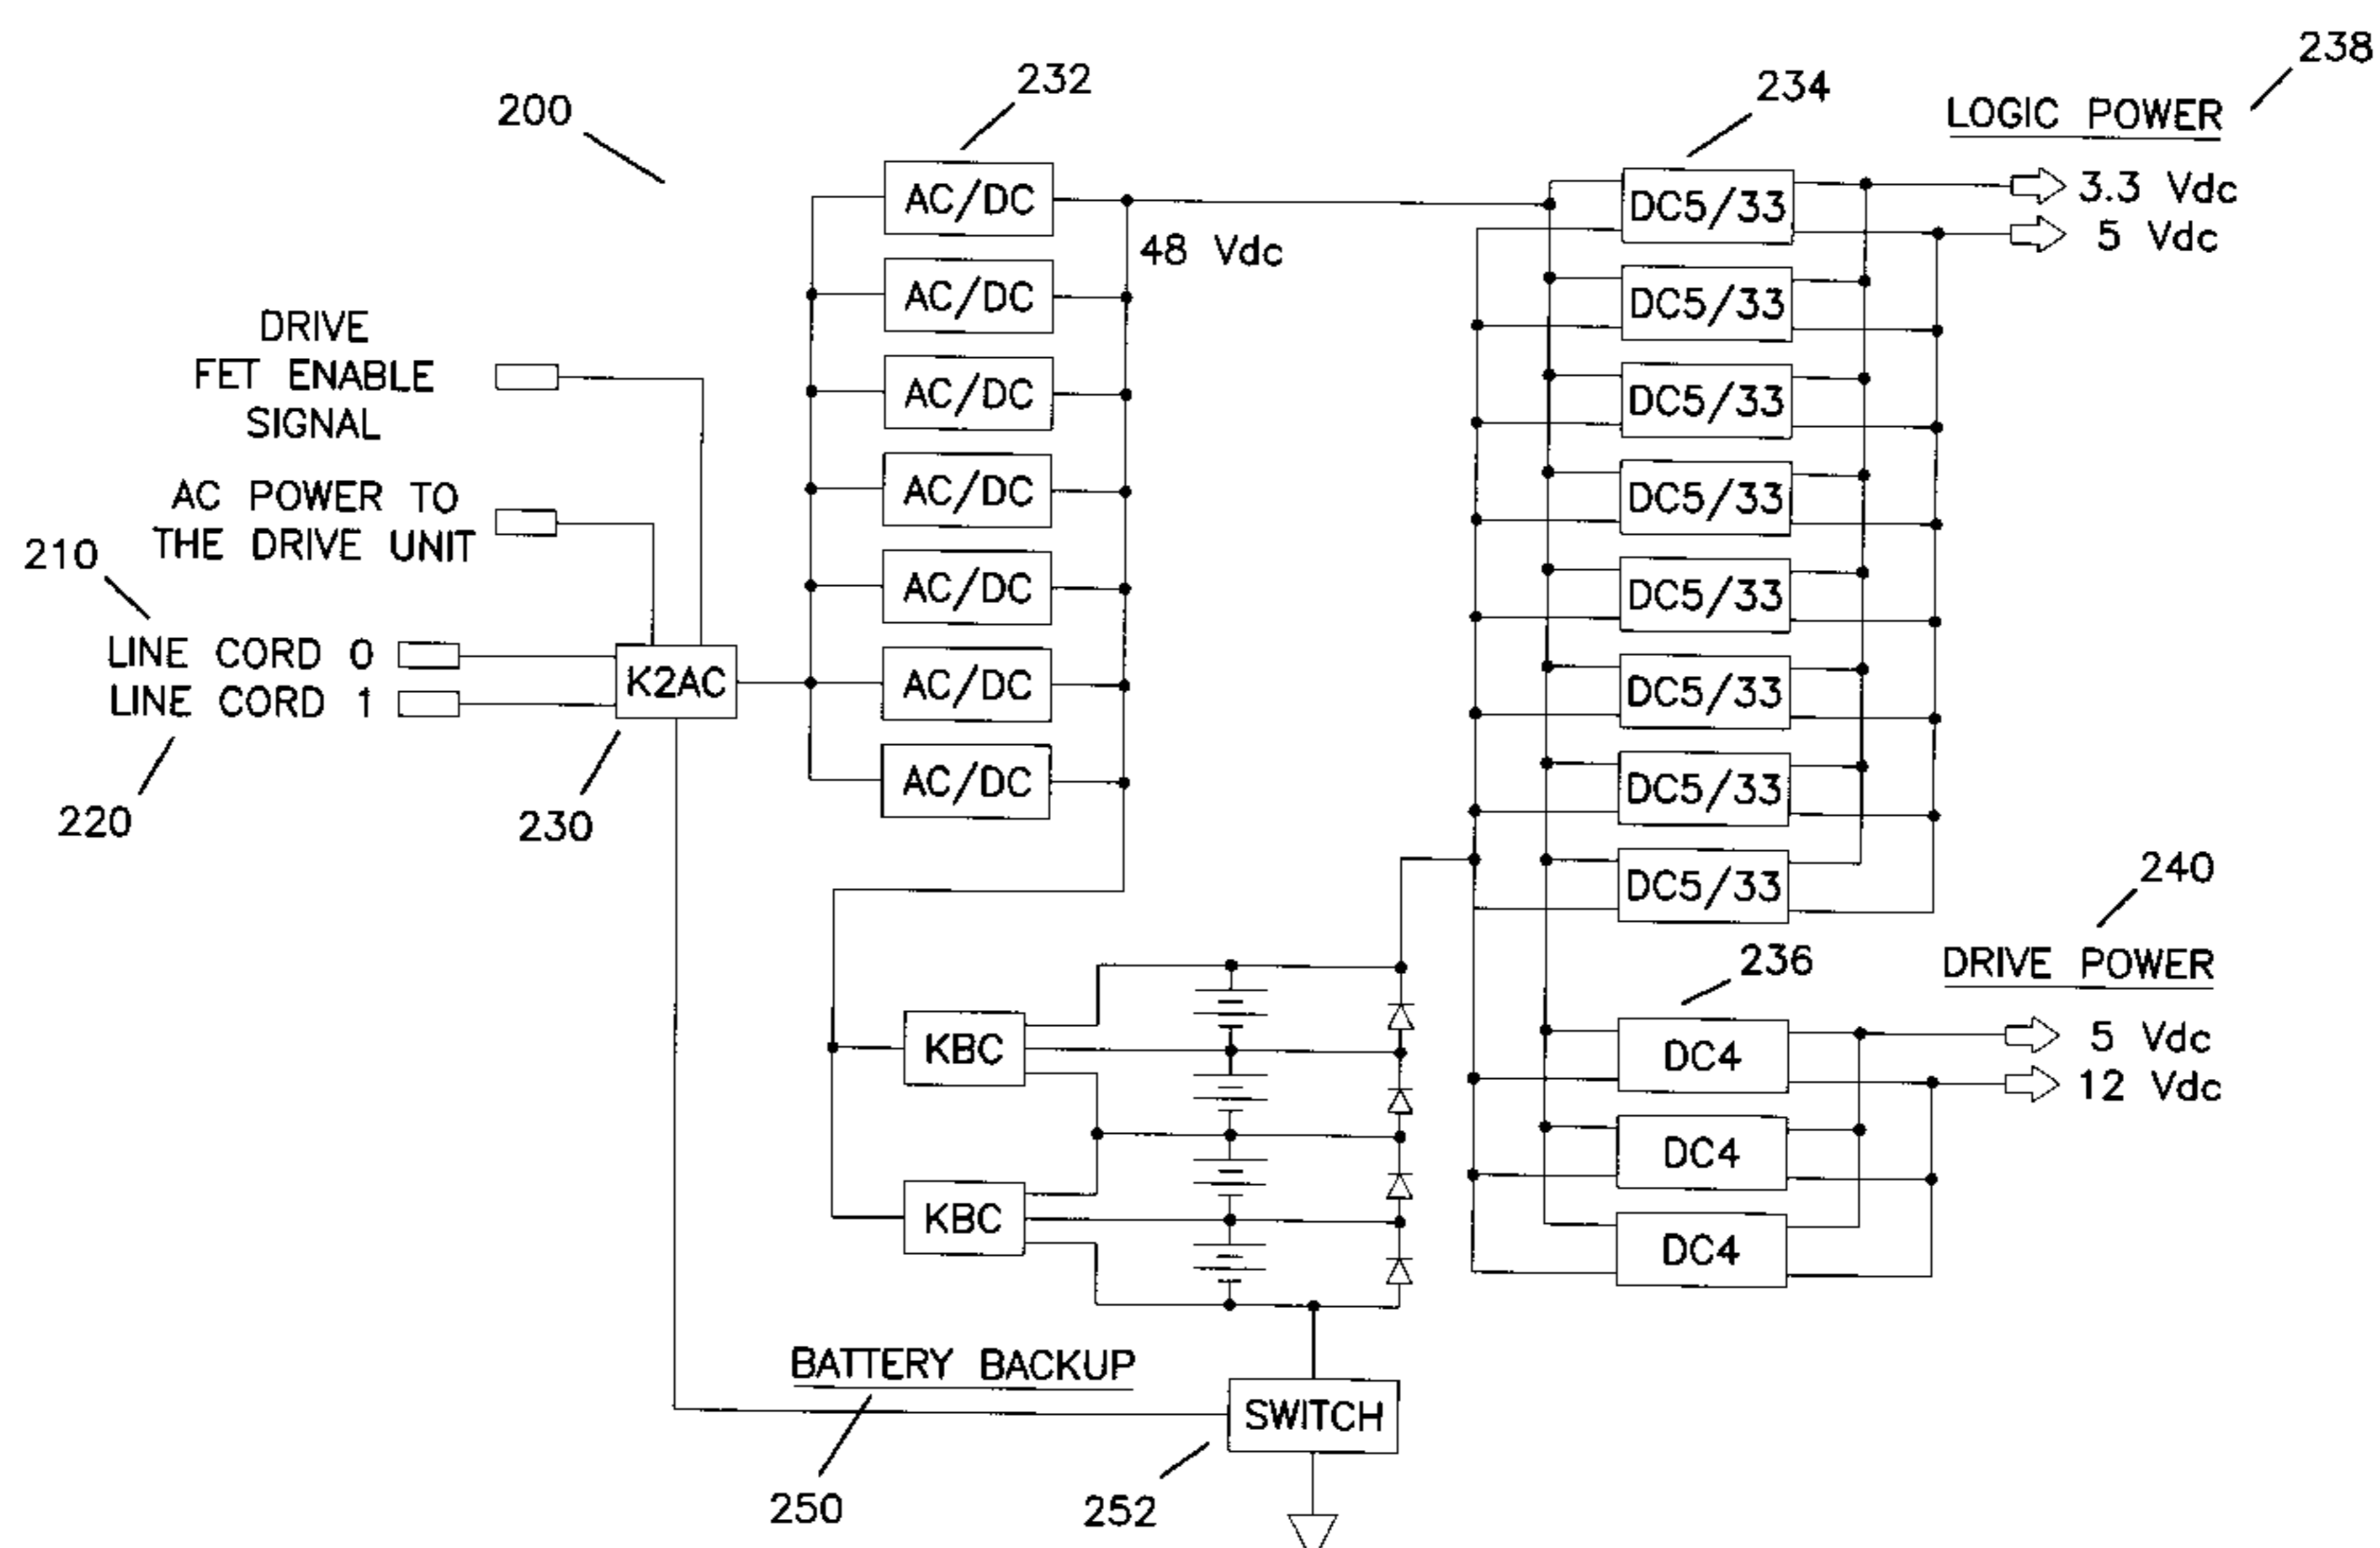 238
232
234
LOGIC POWER
200
AC/DC
DC5/33
3.3 Vdc
48 Vdc
5 Vdc
AC/DC
DC5/33
DRIVE
FET ENABLE
SIGNAL
AC/DC
DC5/33
AC POWER TO
THE DRIVE UNIT
AC/DC
DC5/33
210
AC/DC
DC5/33
LINE CORD 0
LINE CORD 1
K2AC
AC/DC
DC5/33
220
230
AC/DC
DC5/33
DC5/33
240
236
DRIVE POWER
KBC
DC4
5 Vdc
12 Vdc
DC4
KBC
DC4
BATTERY BACKUP
SWITCH
250
252